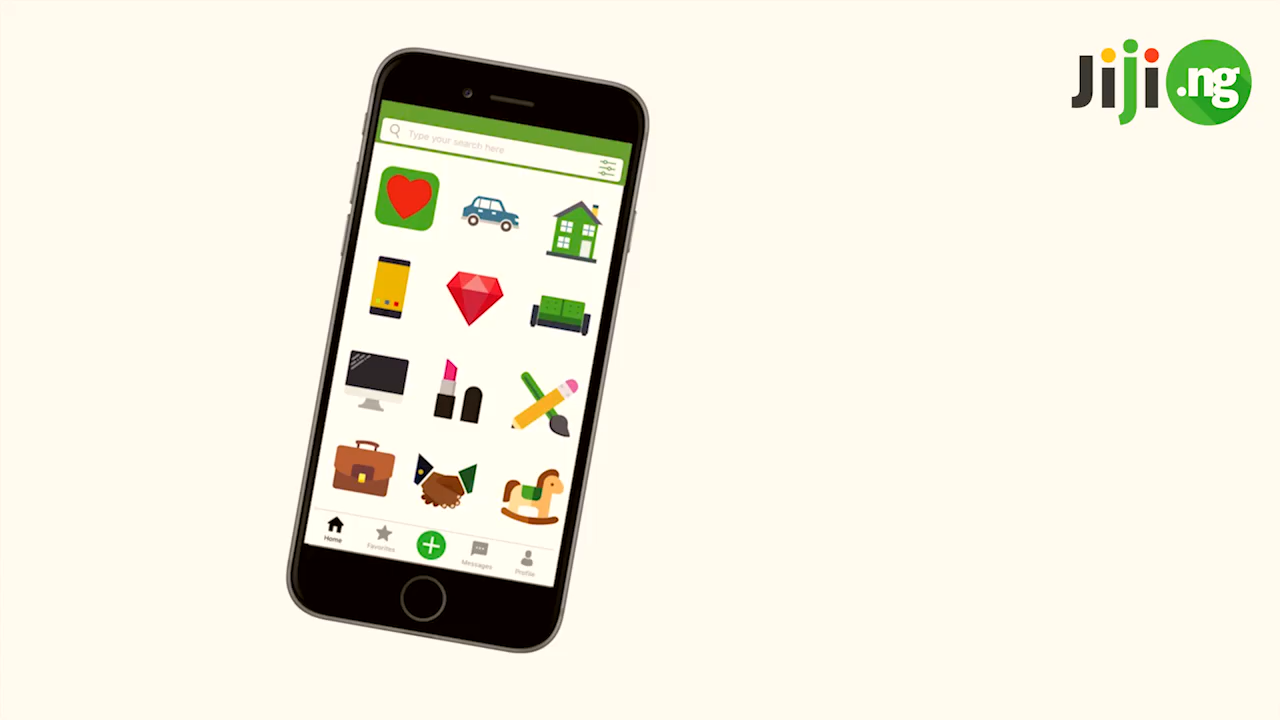 Jiji.ng
Type your search here
Home
Favorites
Messages
Profile